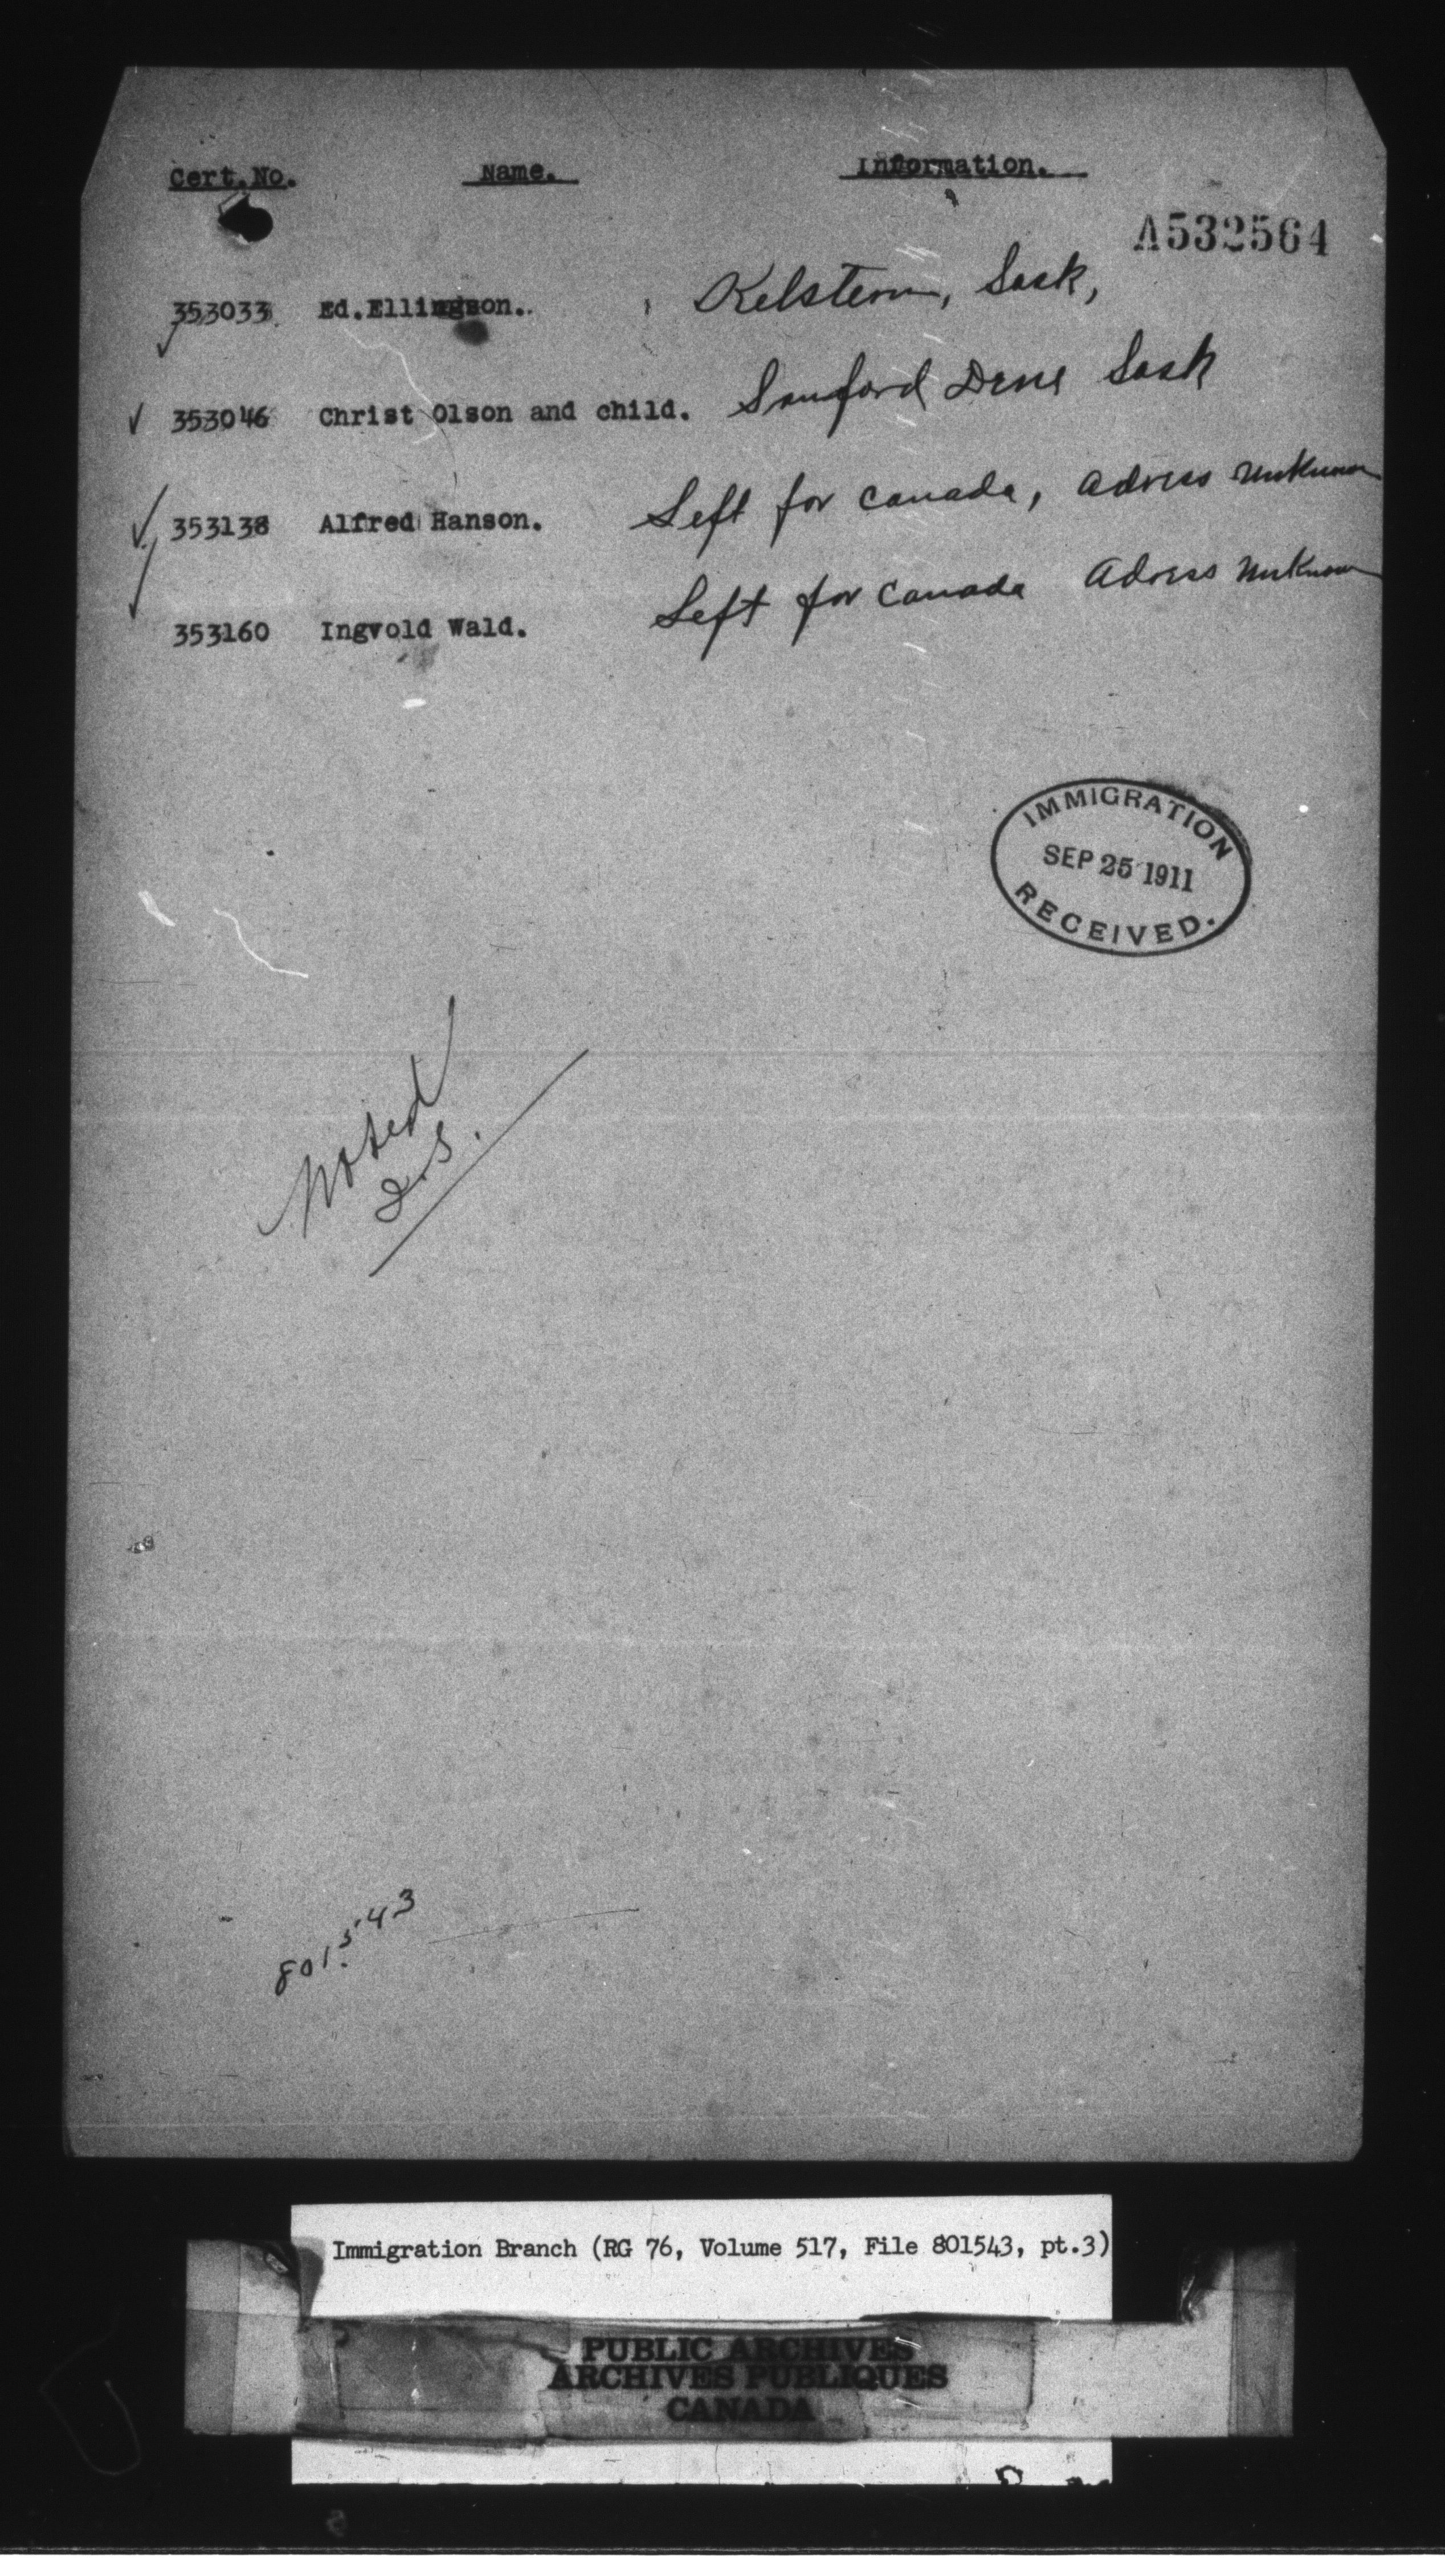 Cert.No. Name. Information.
A532564
353033 Ed.Ellingson. Kelstern, Sask,
353046 Christ Olson and child. Sanford Dene Sask
353138 Alfred Hanson. Left for Canada, Adress unknown
353160 Ingvold Wald. Left for Canada Adress unknown
IMMIGRATION
SEP 25 1911
RECEIVED.
Noted
801543
Immigration Branch (RG 76, Volume 517, File 801543, pt.3)
PUBLIC ARCHIVES
ARCHIVES PUBLIQUES
CANADA